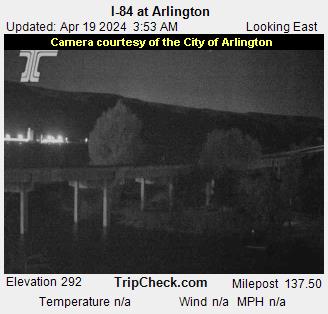 I-84 at Arlington
Updated: Apr 19 2024 3:53 AM Looking East
Camera courtesy of the City of Arlington
Elevation 292 TripCheck.com Milepost 137.50
Temperature n/a Wind n/a MPH n/a